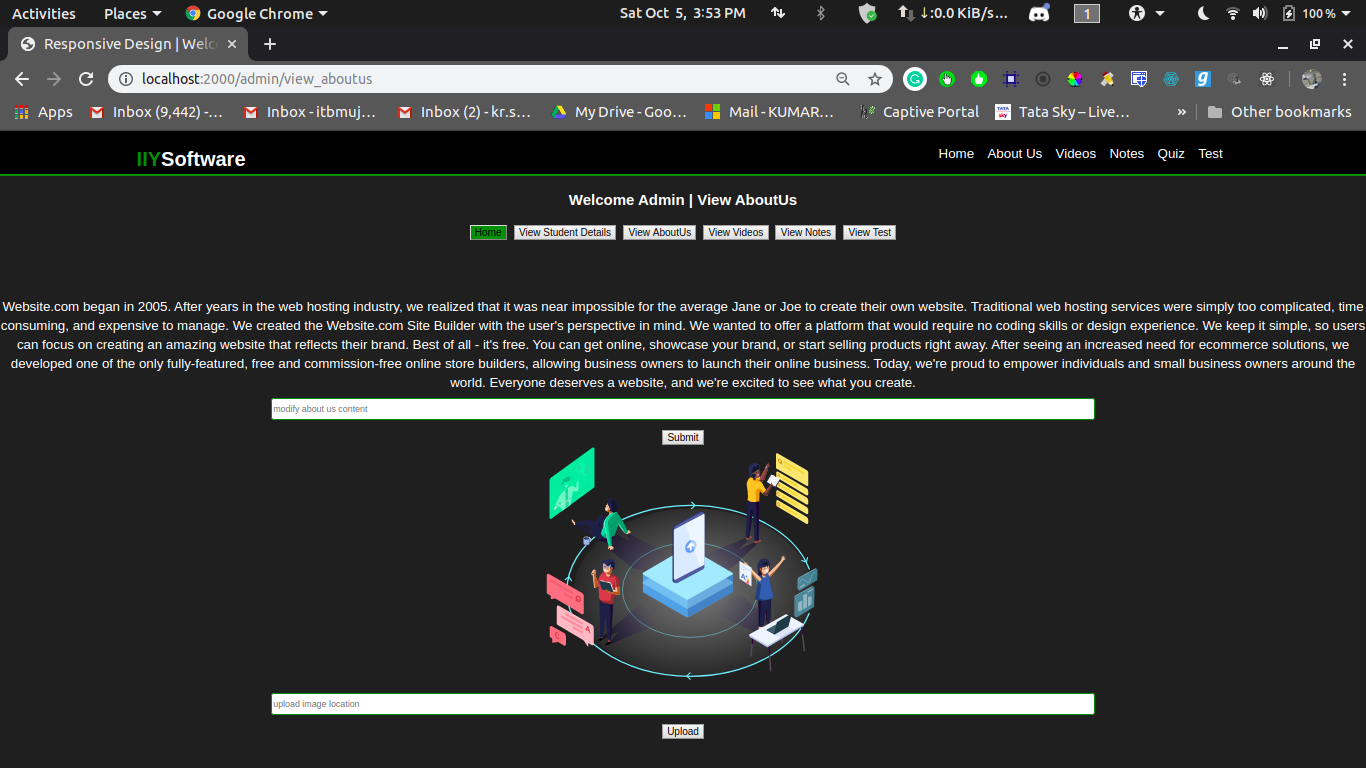 Activities Places Google Chrome Sat Oct 5, 3:53 PM ↓:0.0 KiB/s... 1 100 %
Responsive Design | Welc
localhost:2000/admin/view_aboutus
Apps Inbox (9,442) -... Inbox - itbmuj... Inbox (2) - kr.s... My Drive - Goo... Mail - KUMAR... Captive Portal Tata Sky – Live... » Other bookmarks
IIYSoftware Home About Us Videos Notes Quiz Test
Welcome Admin | View AboutUs
Home View Student Details View AboutUs View Videos View Notes View Test
Website.com began in 2005. After years in the web hosting industry, we realized that it was near impossible for the average Jane or Joe to create their own website. Traditional web hosting services were simply too complicated, time
consuming, and expensive to manage. We created the Website.com Site Builder with the user's perspective in mind. We wanted to offer a platform that would require no coding skills or design experience. We keep it simple, so users
can focus on creating an amazing website that reflects their brand. Best of all - it's free. You can get online, showcase your brand, or start selling products right away. After seeing an increased need for ecommerce solutions, we
developed one of the only fully-featured, free and commission-free online store builders, allowing business owners to launch their online business. Today, we're proud to empower individuals and small business owners around the
world. Everyone deserves a website, and we're excited to see what you create.
modify about us content
Submit
upload image location
Upload